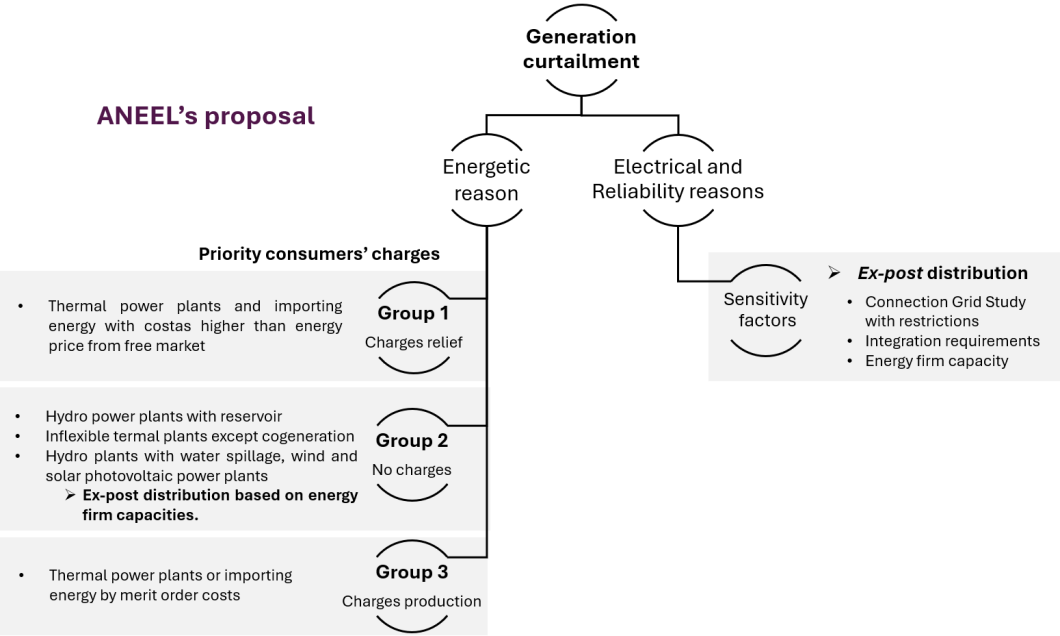 Generation
curtailment
ANEEL's proposal
Energetic
reason
Electrical and
Reliability reasons
Priority consumers' charges
• Thermal power plants and importing
energy with costas higher than energy
price from free market
Group 1
Charges relief
• Hydro power plants with reservoir
• Inflexible termal plants except cogeneration
• Hydro plants with water spillage, wind and
solar photovoltaic power plants
➢ Ex-post distribution based on energy
firm capacities.
Group 2
No charges
• Thermal power plants or importing
energy by merit order costs
Group 3
Charges production
Sensitivity
factors
➢ Ex-post distribution
• Connection Grid Study
with restrictions
• Integration requirements
• Energy firm capacity